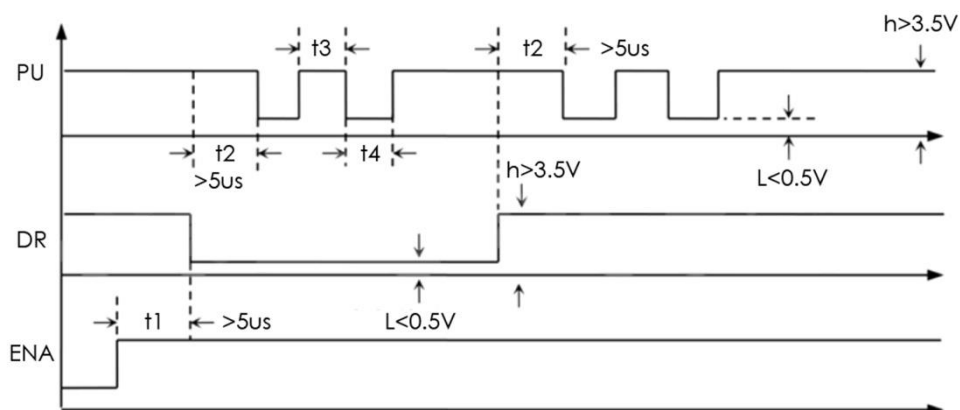 h>3.5V
t3
t2
>5us
PU
t2
t4
>5us
h>3.5V
L<0.5V
DR
t1
>5us
L<0.5V
ENA